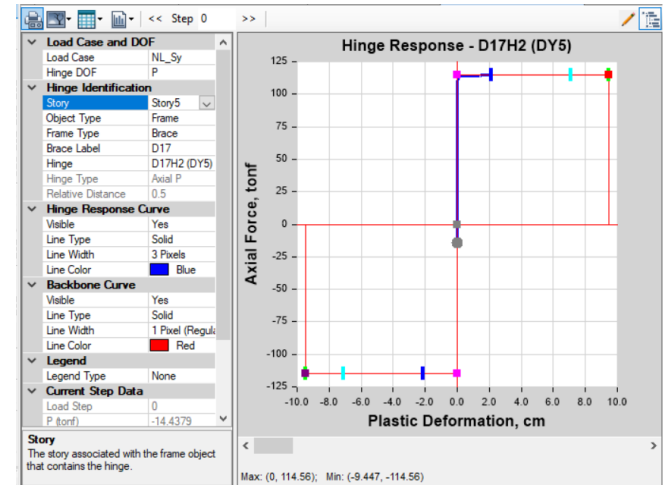 << Step 0 >>
Load Case and DOF
Load Case NL_Sy
Hinge DOF P
Hinge Identification
Story Story5
Object Type Frame
Frame Type Brace
Brace Label D17
Hinge D17H2 (DY5)
Hinge Type Axial P
Relative Distance 0.5
Hinge Response Curve
Visible Yes
Line Type Solid
Line Width 3 Pixels
Line Color Blue
Backbone Curve
Visible Yes
Line Type Solid
Line Width 1 Pixel (Regula
Line Color Red
Legend
Legend Type None
Current Step Data
Load Step 0
P (tonf) -14.4379
Story
The story associated with the frame object
that contains the hinge.
Hinge Response - D17H2 (DY5)
Axial Force, tonf
125
100
75
50
25
0
-25
-50
-75
-100
-125
-10.0 -8.0 -6.0 -4.0 -2.0 0.0 2.0 4.0 6.0 8.0 10.0
Plastic Deformation, cm
Max: (0, 114.56); Min: (-9.447, -114.56)